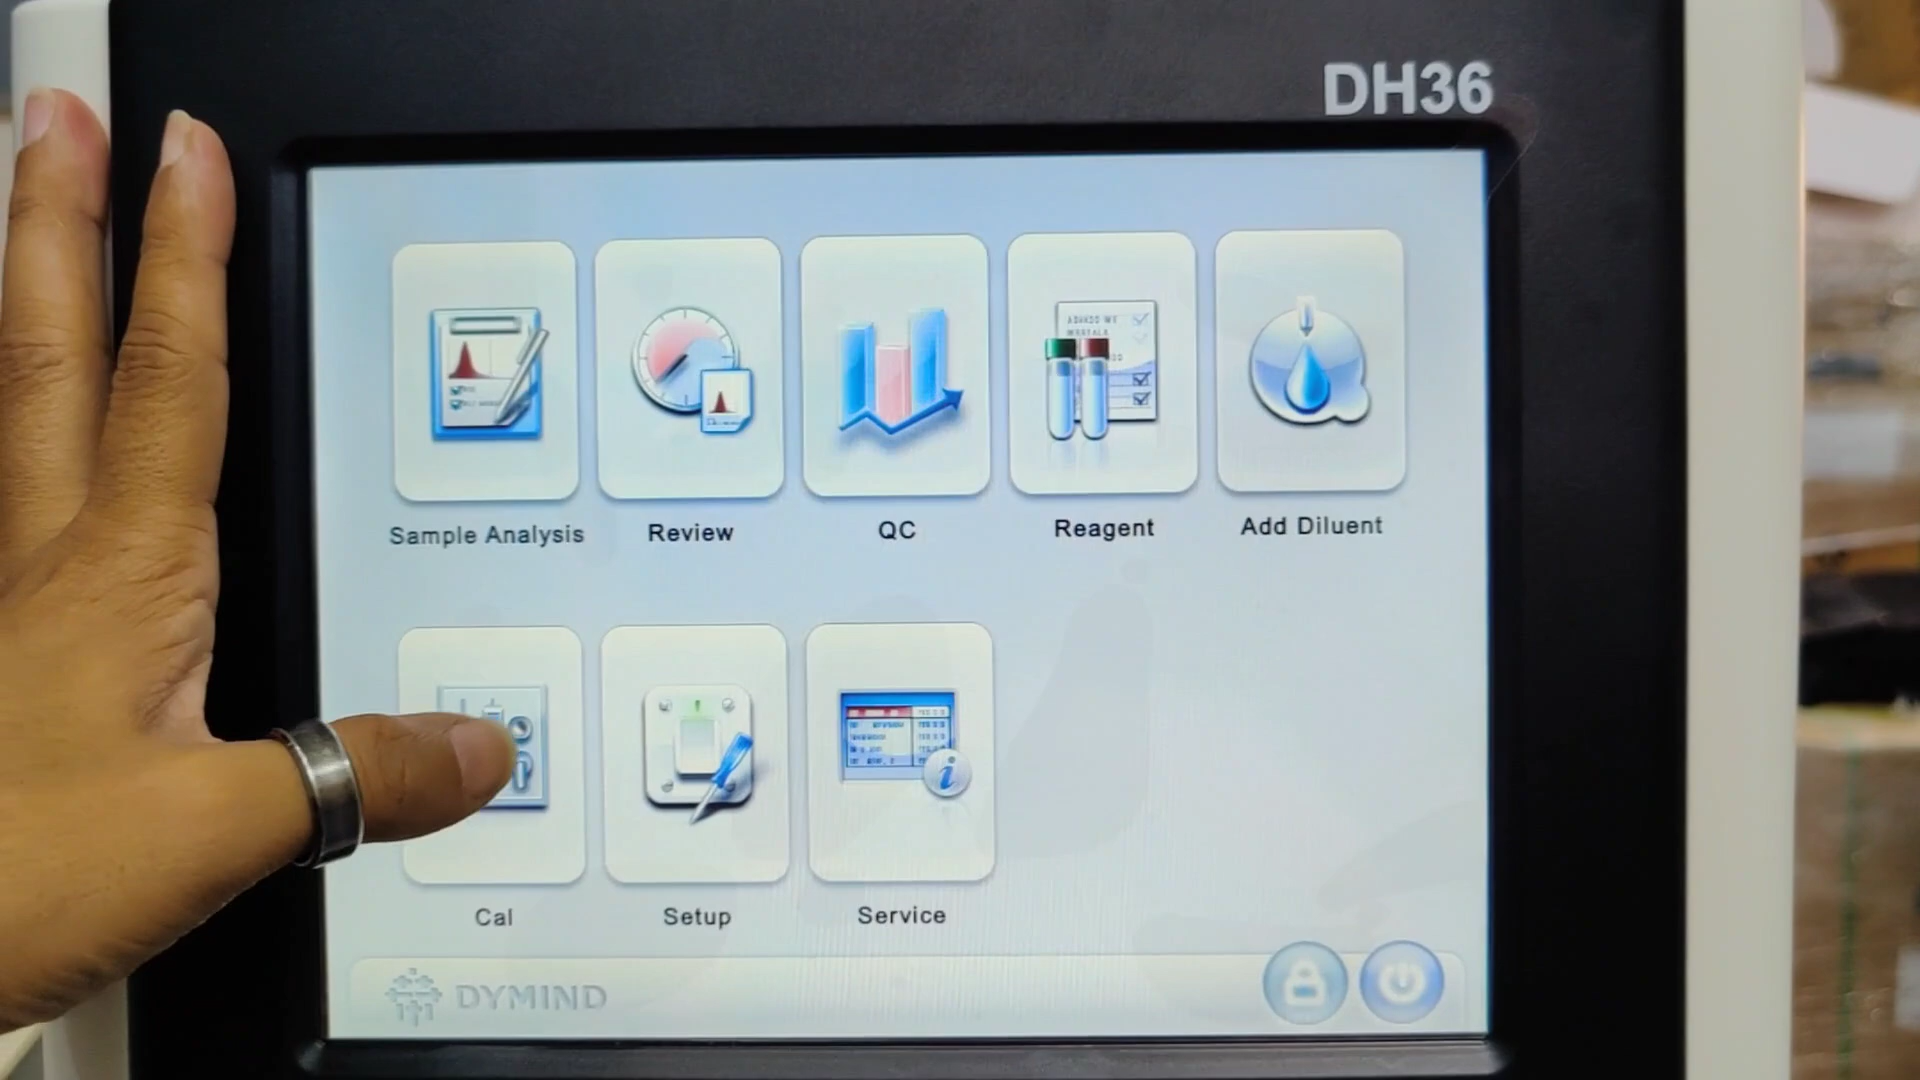 DH36
Sample Analysis
Review
QC
Reagent
Add Diluent
Cal
Setup
Service
DYMIND